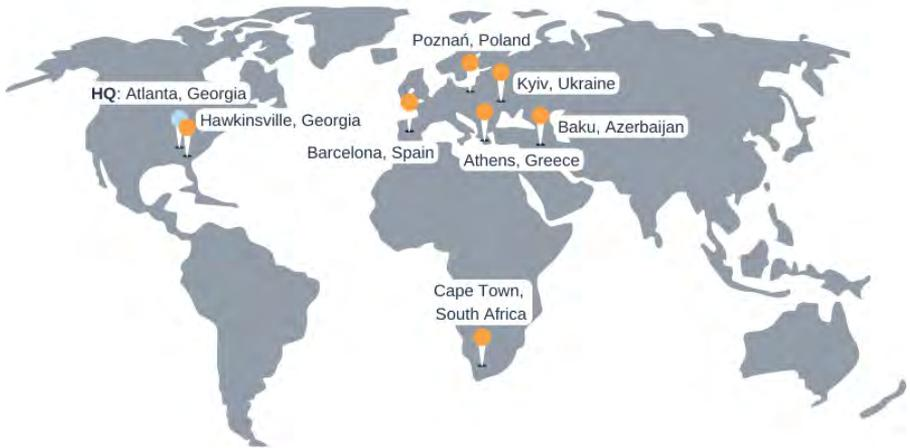 Poznań, Poland
Kyiv, Ukraine
HQ: Atlanta, Georgia
Hawkinsville, Georgia
Baku, Azerbaijan
Barcelona, Spain
Athens, Greece
Cape Town,
South Africa